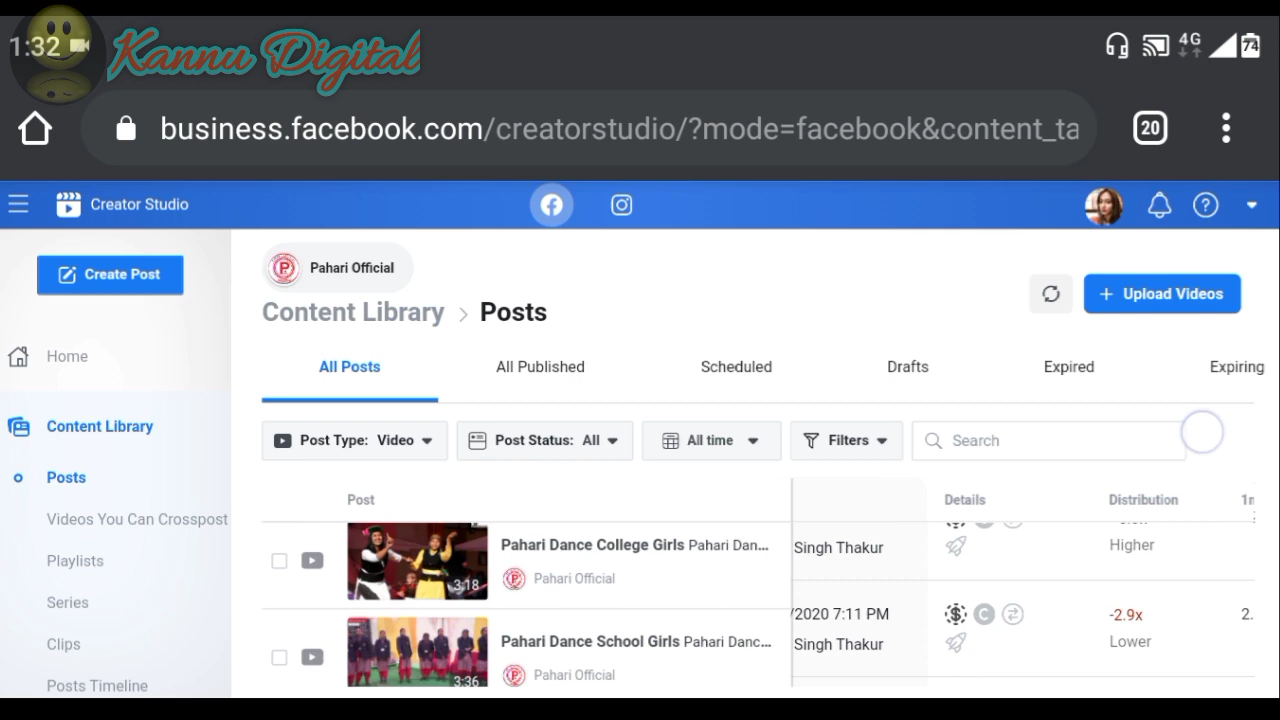 1:32
Kannu Digital
4G
74
business.facebook.com/creatorstudio/?mode=facebook&content_ta
20
Creator Studio
Create Post
Home
Content Library
Posts
Videos You Can Crosspost
Playlists
Series
Clips
Posts Timeline
Pahari Official
Content Library > Posts
Upload Videos
All Posts
All Published
Scheduled
Drafts
Expired
Expiring
Post Type: Video
Post Status: All
All time
Filters
Search
Post
Details
Distribution
Pahari Dance College Girls Pahari Dan...
Pahari Official
3:18
Singh Thakur
Higher
Pahari Dance School Girls Pahari Danc...
Pahari Official
3:36
/2020 7:11 PM
Singh Thakur
-2.9x
Lower
2.